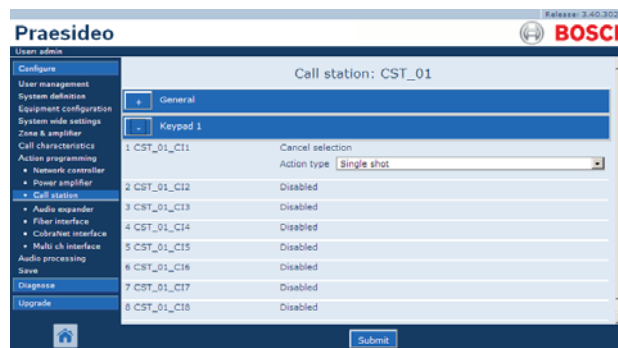 Release: 3.40.302
Praesideo
BOSCH
User: admin
Configure
User management
System definition
Equipment configuration
System wide settings
Zone & amplifier
Call characteristics
Action programming
• Network controller
• Power amplifier
• Call station
• Audio expander
• Fiber interface
• CobraNet interface
• Multi ch interface
Audio processing
Save
Diagnose
Upgrade
Call station: CST_01
+ General
- Keypad 1
1 CST_01_CI1 Cancel selection
Action type Single shot
2 CST_01_CI2 Disabled
3 CST_01_CI3 Disabled
4 CST_01_CI4 Disabled
5 CST_01_CI5 Disabled
6 CST_01_CI6 Disabled
7 CST_01_CI7 Disabled
8 CST_01_CI8 Disabled
Submit